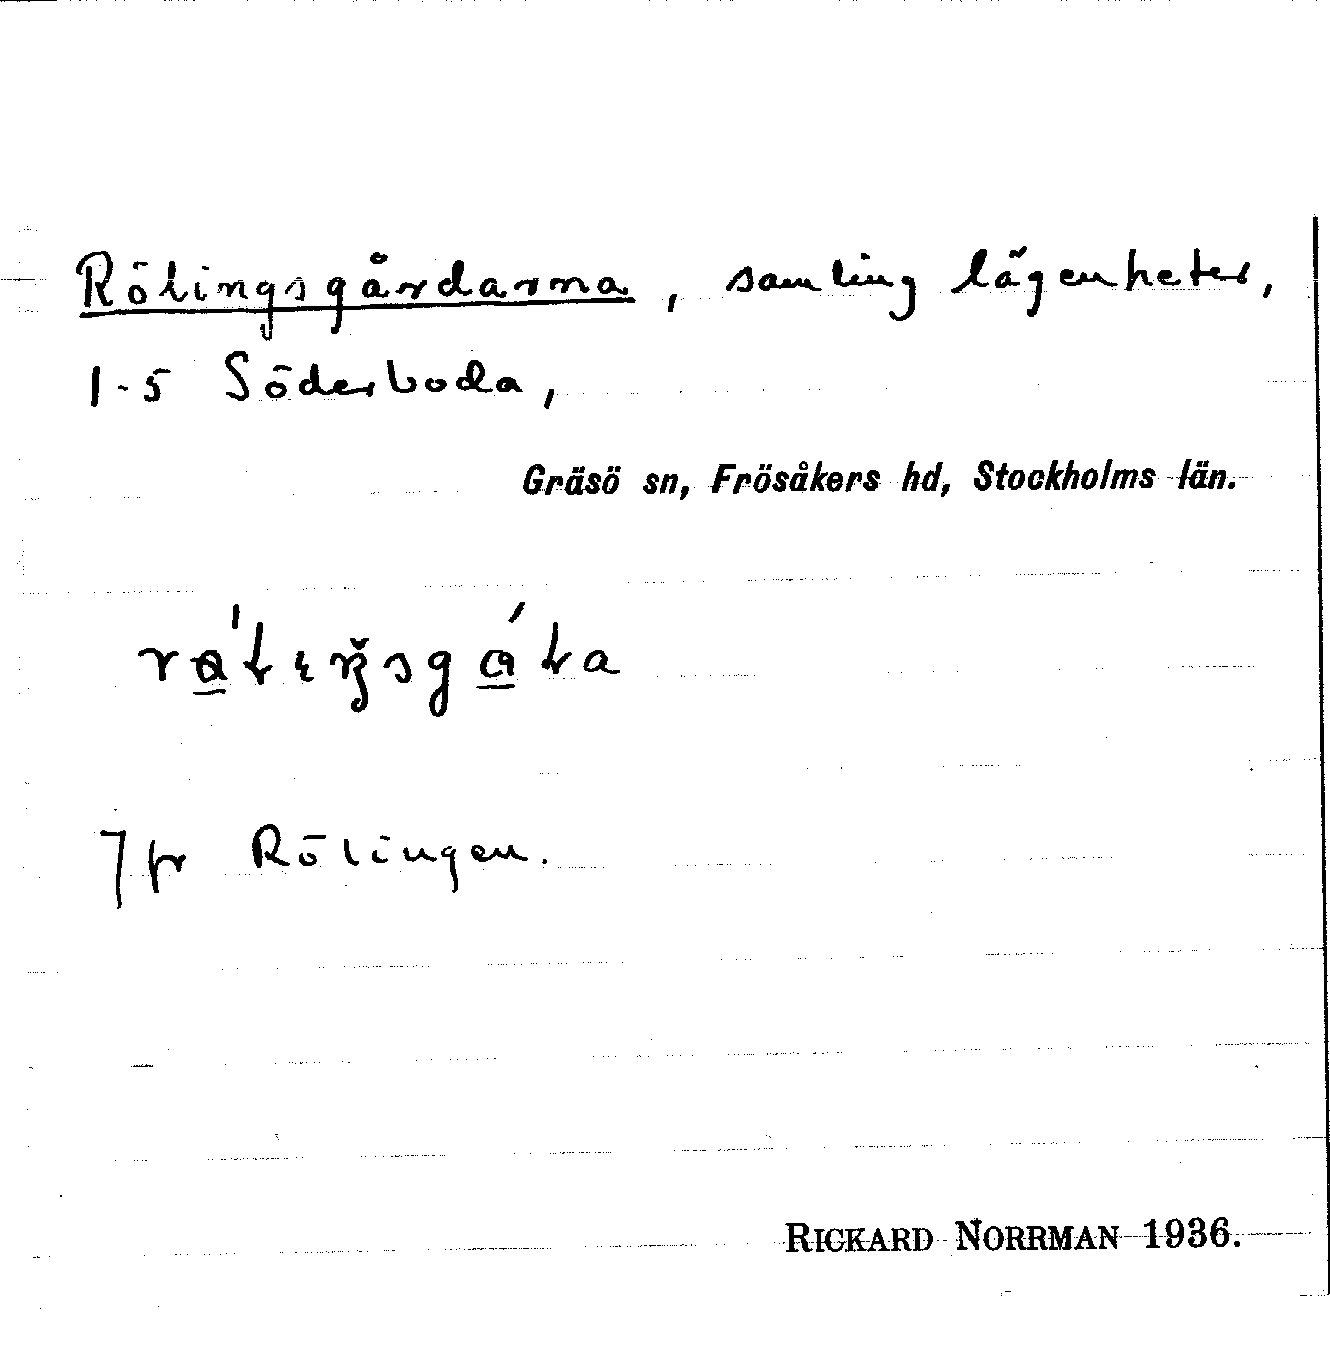 Rölingsgårdarna, samling lägenheter,
1-5 Söderboda,
Gräsö sn, Frösåkers hd, Stockholms län.
Jfr Rölingen.
RICKARD NORRMAN 1936.